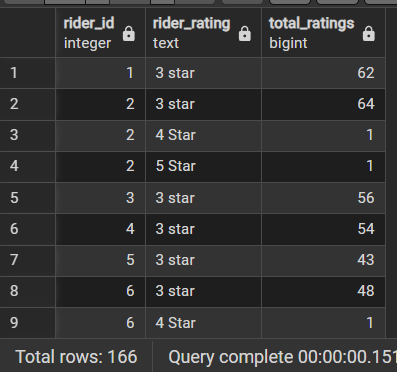 rider_id rider_rating total_ratings
integer text bigint
1 1 3 star 62
2 2 3 star 64
3 2 4 Star 1
4 2 5 Star 1
5 3 3 star 56
6 4 3 star 54
7 5 3 star 43
8 6 3 star 48
9 6 4 Star 1
Total rows: 166 Query complete 00:00:00.151